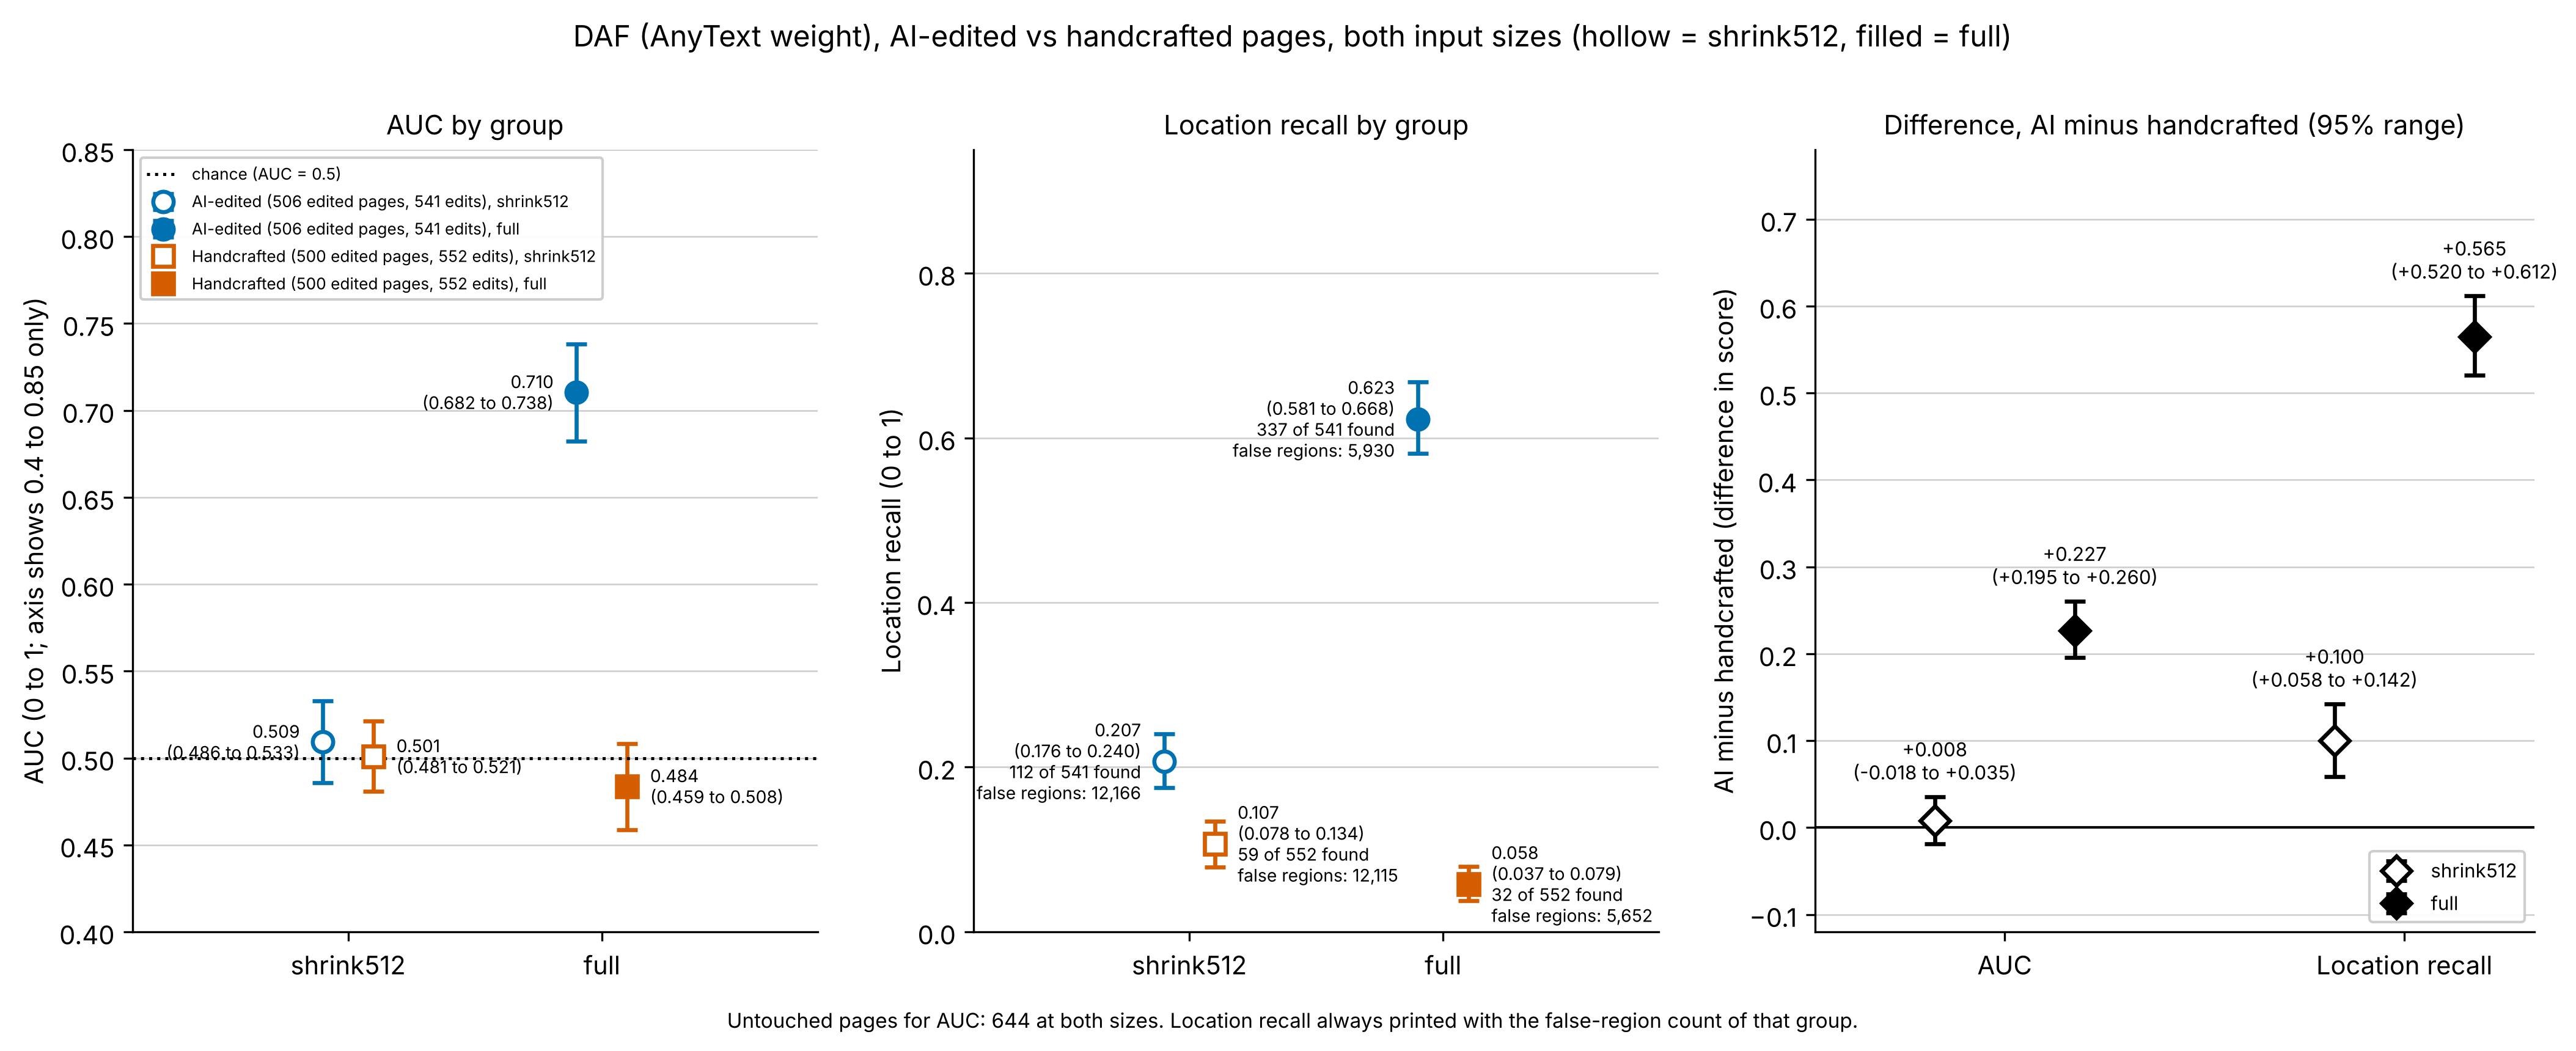 DAF (AnyText weight), AI-edited vs handcrafted pages, both input sizes (hollow = shrink512, filled = full)
AUC by group
AUC (0 to 1; axis shows 0.4 to 0.85 only)
0.85
0.80
0.75
0.70
0.65
0.60
0.55
0.50
0.45
0.40
chance (AUC = 0.5)
AI-edited (506 edited pages, 541 edits), shrink512
AI-edited (506 edited pages, 541 edits), full
Handcrafted (500 edited pages, 552 edits), shrink512
Handcrafted (500 edited pages, 552 edits), full
0.710
(0.682 to 0.738)
0.509
(0.486 to 0.533)
0.501
(0.481 to 0.521)
0.484
(0.459 to 0.508)
shrink512
full
Location recall by group
Location recall (0 to 1)
0.8
0.6
0.4
0.2
0.0
0.623
(0.581 to 0.668)
337 of 541 found
false regions: 5,930
0.207
(0.176 to 0.240)
112 of 541 found
false regions: 12,166
0.107
(0.078 to 0.134)
59 of 552 found
false regions: 12,115
0.058
(0.037 to 0.079)
32 of 552 found
false regions: 5,652
shrink512
full
Difference, AI minus handcrafted (95% range)
AI minus handcrafted (difference in score)
0.7
0.6
0.5
0.4
0.3
0.2
0.1
0.0
−0.1
+0.565
(+0.520 to +0.612)
+0.227
(+0.195 to +0.260)
+0.100
(+0.058 to +0.142)
+0.008
(-0.018 to +0.035)
shrink512
full
AUC
Location recall
Untouched pages for AUC: 644 at both sizes. Location recall always printed with the false-region count of that group.